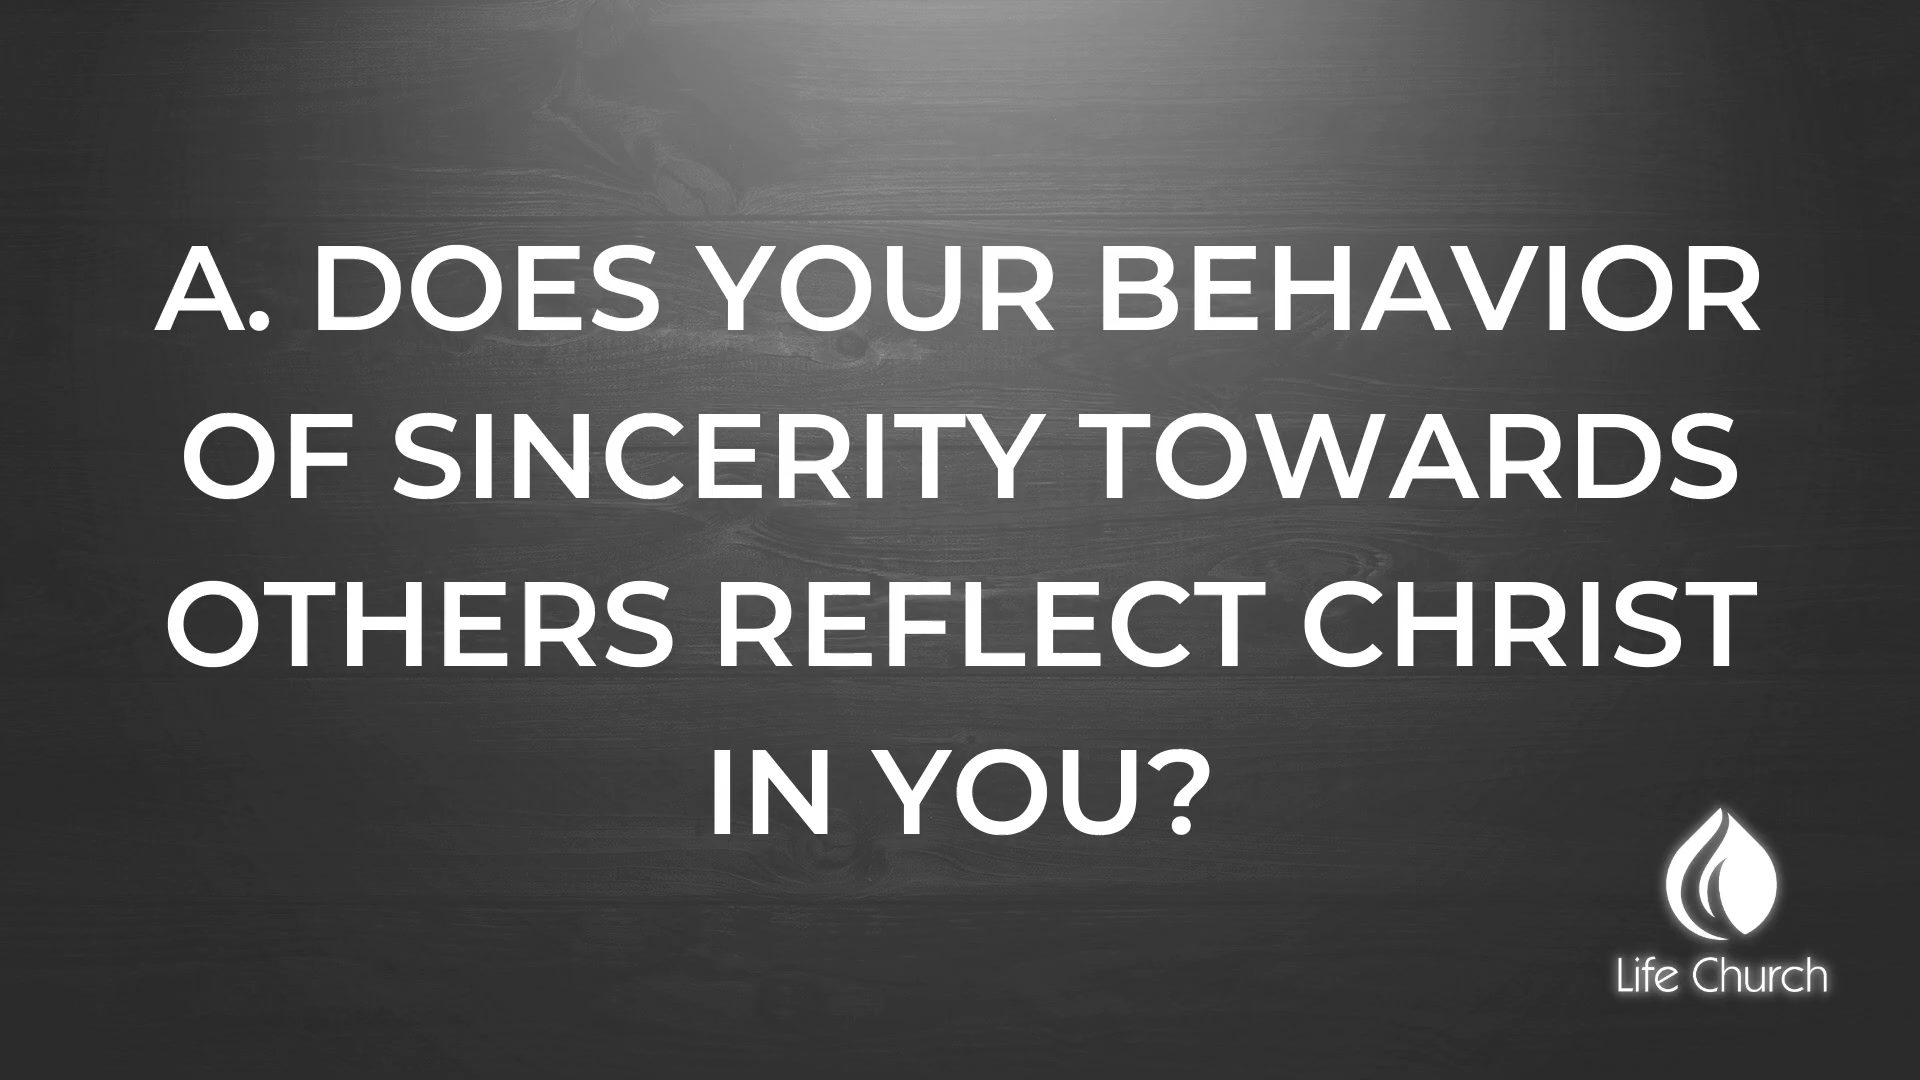 A. DOES YOUR BEHAVIOR
OF SINCERITY TOWARDS
OTHERS REFLECT CHRIST
IN YOU?
Life Church